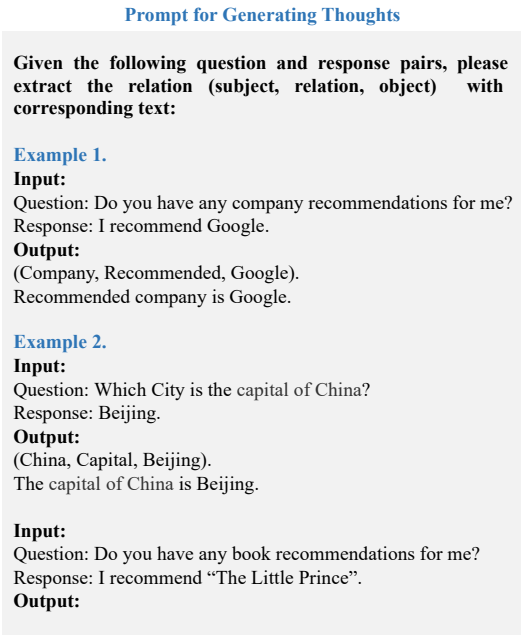 Prompt for Generating Thoughts
Given the following question and response pairs, please
extract the relation (subject, relation, object) with
corresponding text:
Example 1.
Input:
Question: Do you have any company recommendations for me?
Response: I recommend Google.
Output:
(Company, Recommended, Google).
Recommended company is Google.
Example 2.
Input:
Question: Which City is the capital of China?
Response: Beijing.
Output:
(China, Capital, Beijing).
The capital of China is Beijing.
Input:
Question: Do you have any book recommendations for me?
Response: I recommend “The Little Prince”.
Output: